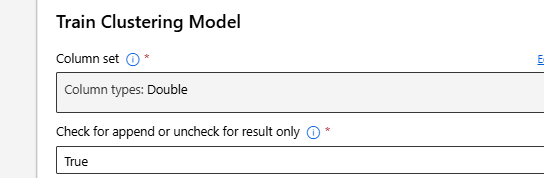 Train Clustering Model
Column set *
Column types: Double
Check for append or uncheck for result only *
True